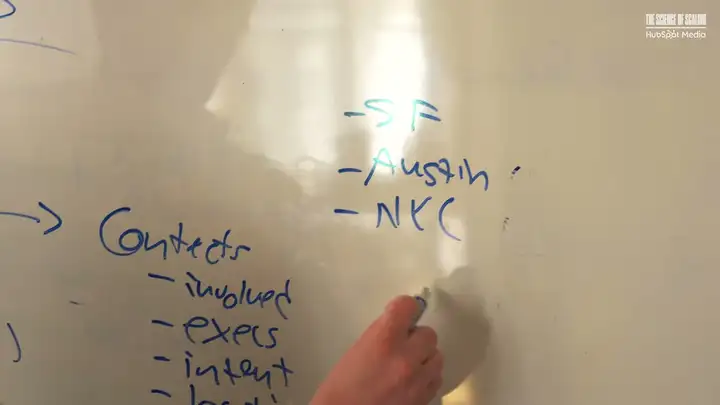 THE SCIENCE OF SCALING
HubSpot Media
- SF
- Austin
- NYC
→ Contacts
- involved
- execs
- intent